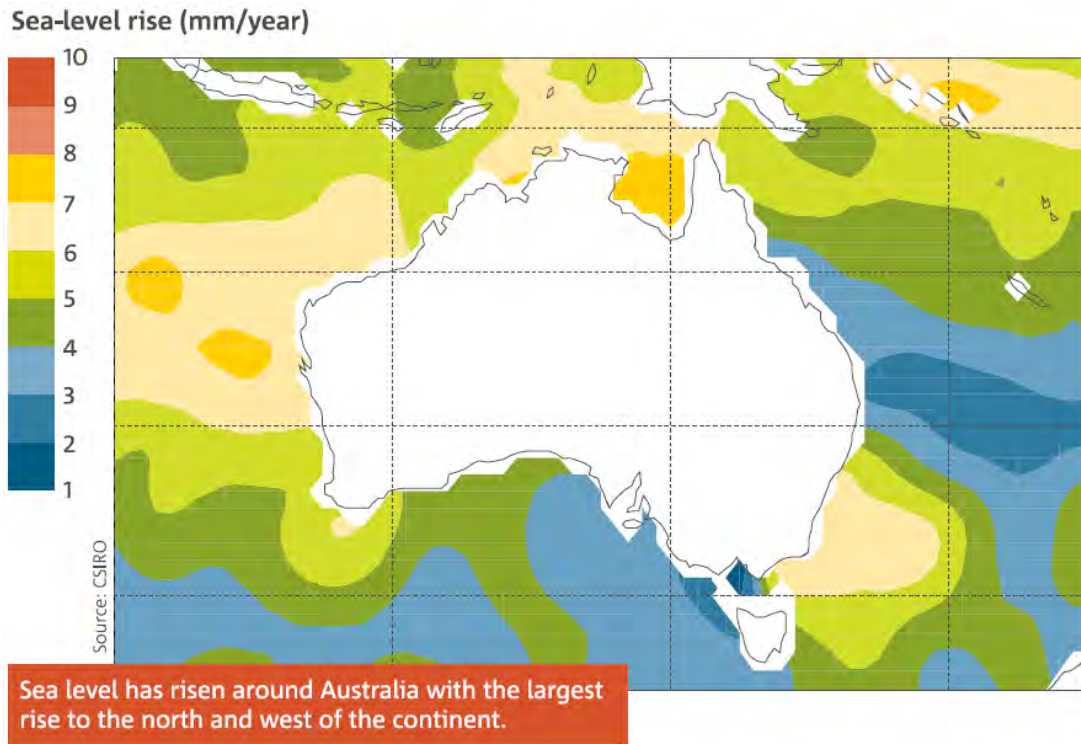 Sea-level rise (mm/year)
10
9
8
7
6
5
4
3
2
1
Source: CSIRO
Sea level has risen around Australia with the largest
rise to the north and west of the continent.